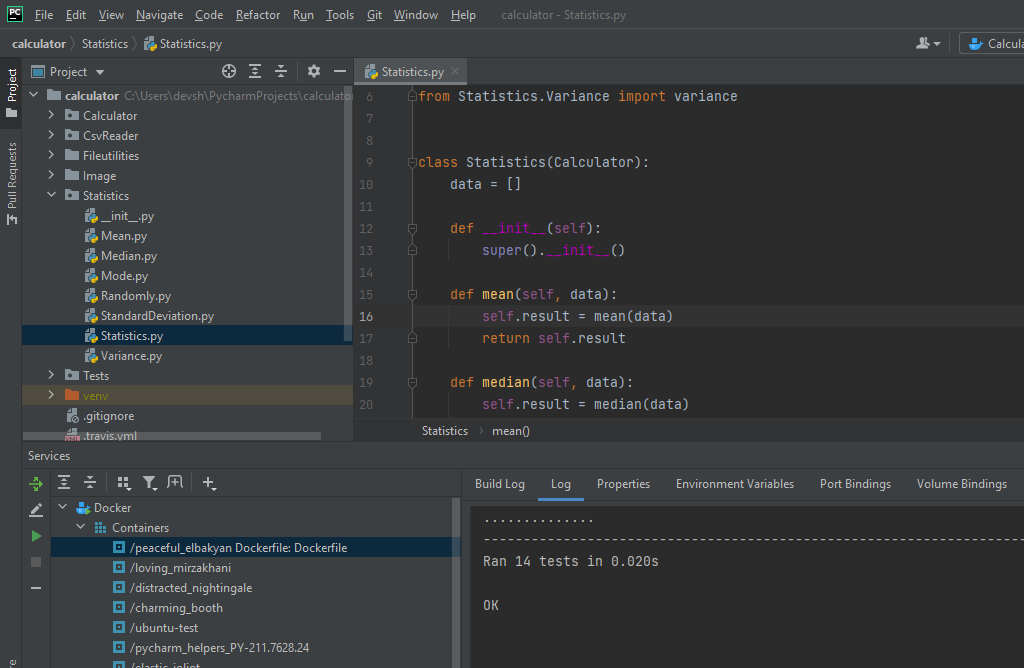 PC File Edit View Navigate Code Refactor Run Tools Git Window Help calculator - Statistics.py
calculator Statistics Statistics.py Calcula
Project
Pull Requests
Project
calculator C:\Users\devsh\PycharmProjects\calculator
Calculator
CsvReader
Fileutilities
Image
Statistics
__init__.py
Mean.py
Median.py
Mode.py
Randomly.py
StandardDeviation.py
Statistics.py
Variance.py
Tests
venv
.gitignore
.travis.yml
Statistics.py
6 from Statistics.Variance import variance
7
8
9 class Statistics(Calculator):
10 data = []
11
12 def __init__(self):
13 super().__init__()
14
15 def mean(self, data):
16 self.result = mean(data)
17 return self.result
18
19 def median(self, data):
20 self.result = median(data)
Statistics mean()
Services
Docker
Containers
/peaceful_elbakyan Dockerfile: Dockerfile
/loving_mirzakhani
/distracted_nightingale
/charming_booth
/ubuntu-test
/pycharm_helpers_PY-211.7628.24
Build Log Log Properties Environment Variables Port Bindings Volume Bindings
..............
----------------------------------------------------------------------
Ran 14 tests in 0.020s
OK